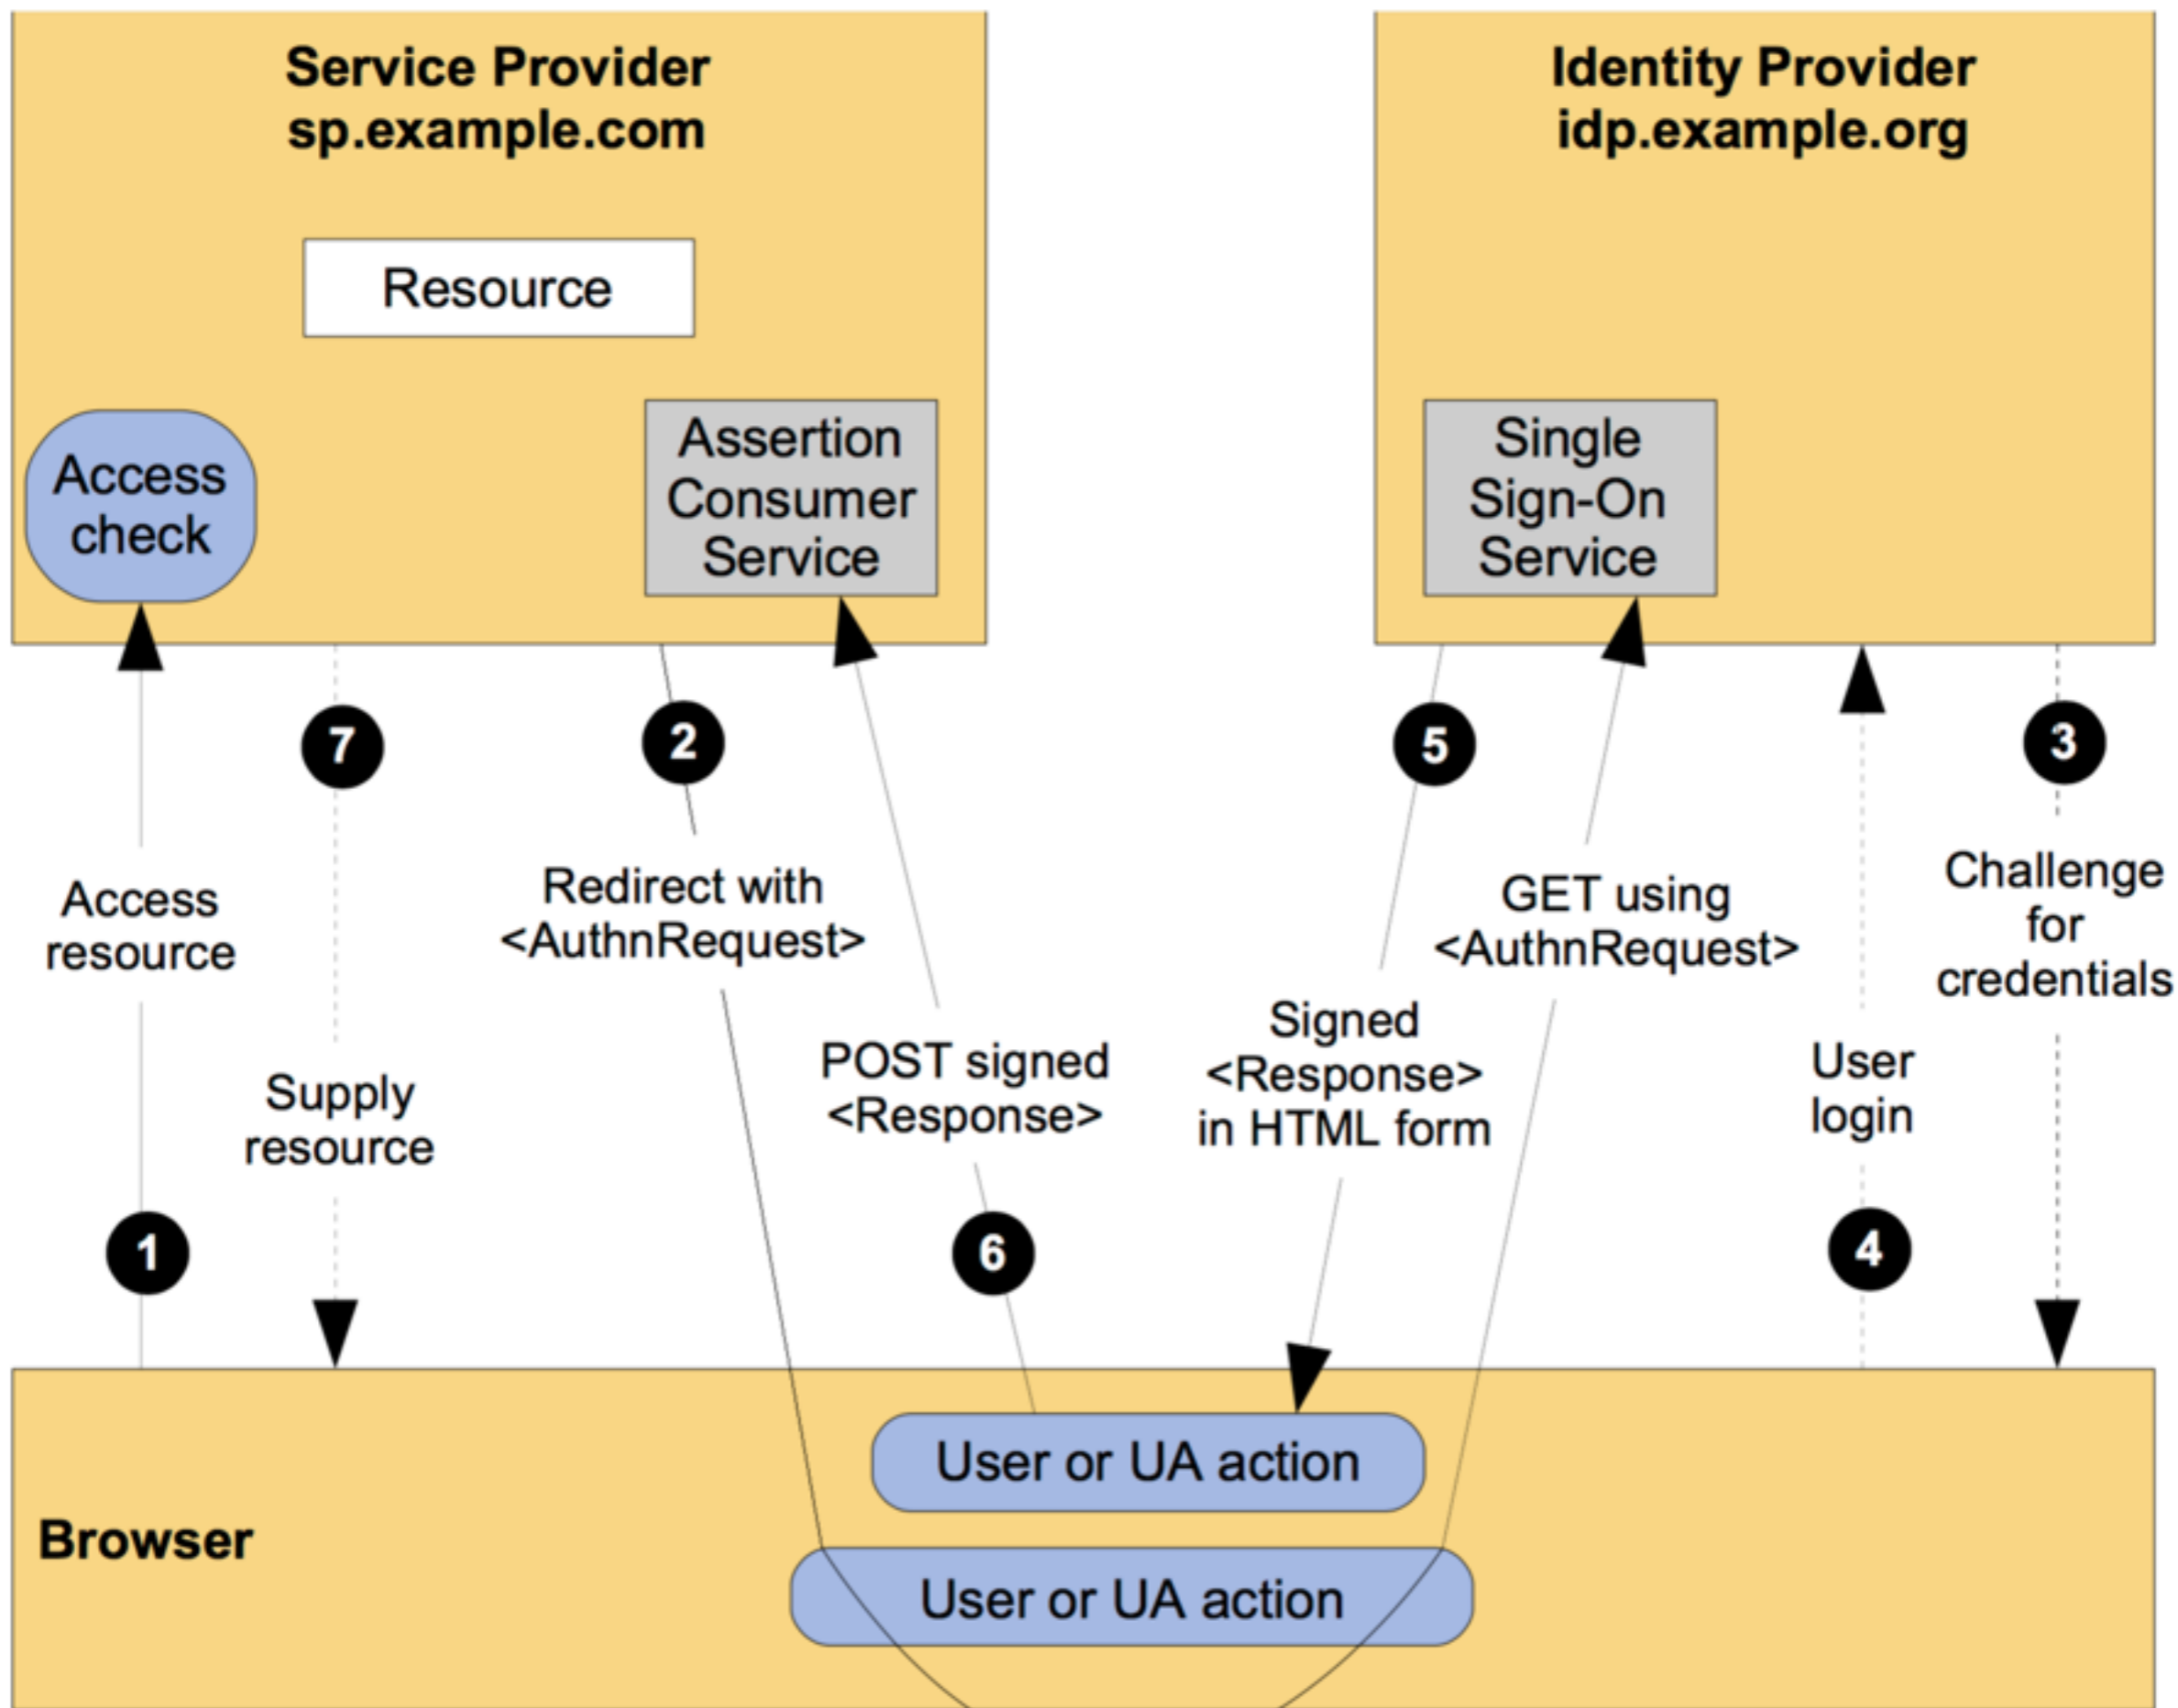 Service Provider
sp.example.com
Identity Provider
idp.example.org
Resource
Access
check
Assertion
Consumer
Service
Single
Sign-On
Service
7
2
5
3
Redirect with
<AuthnRequest>
GET using
<AuthnRequest>
Challenge
for
credentials
Access
resource
Supply
resource
POST signed
<Response>
Signed
<Response>
in HTML form
User
login
1
6
4
User or UA action
Browser
User or UA action